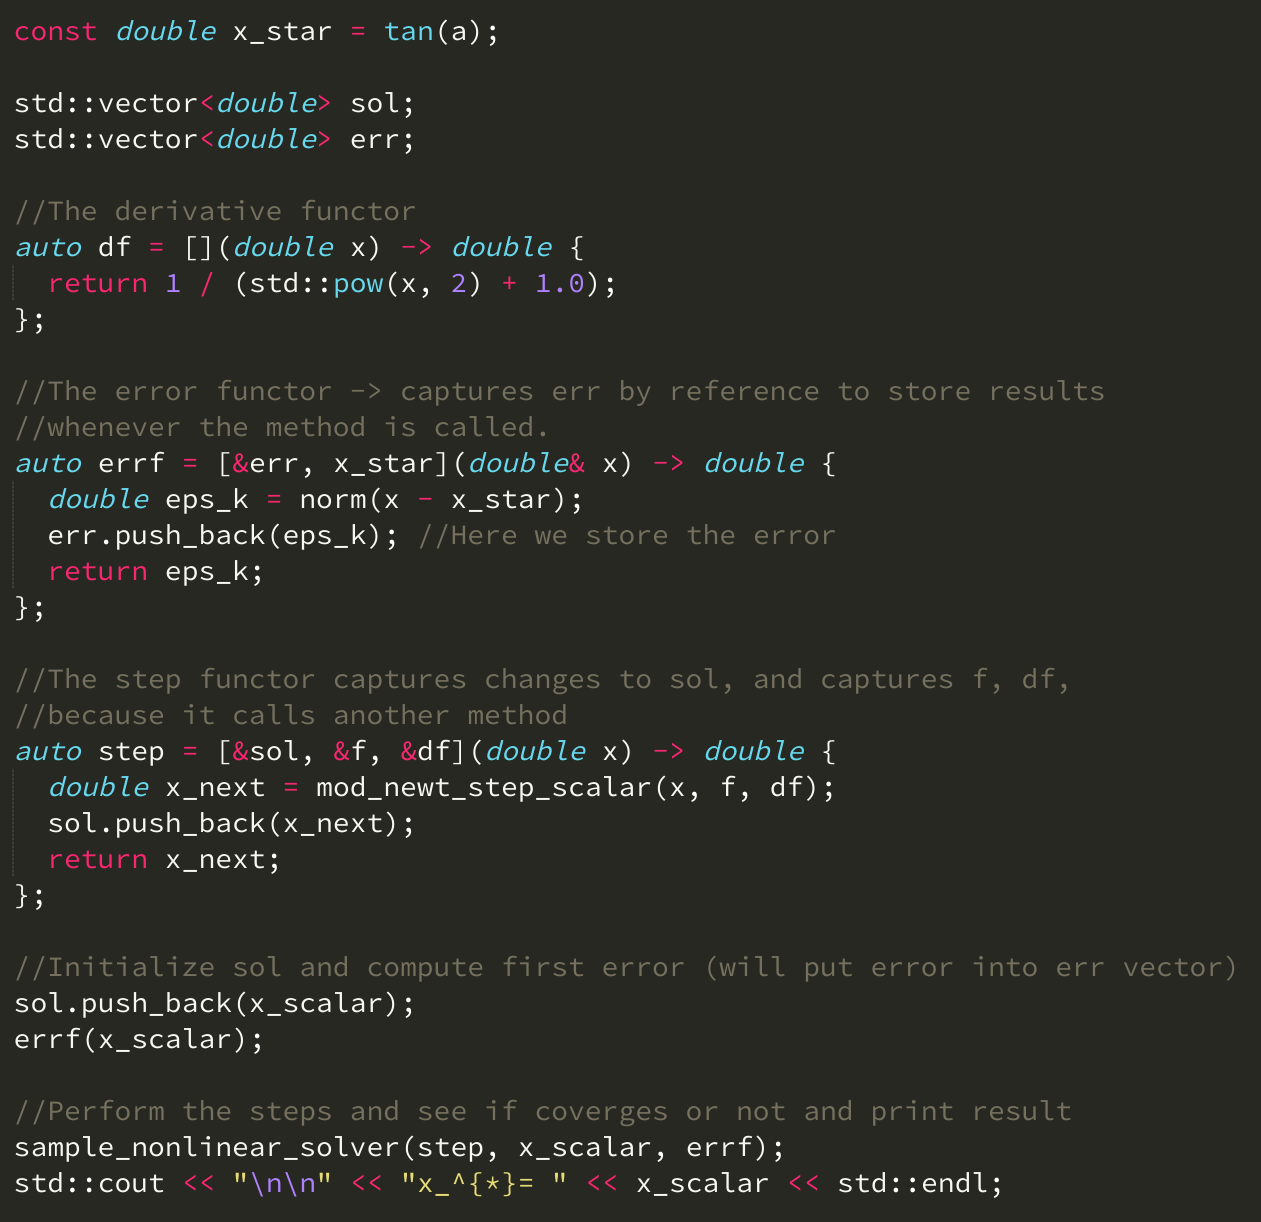 const double x_star = tan(a);
std::vector<double> sol;
std::vector<double> err;
//The derivative functor
auto df = [](double x) -> double {
return 1 / (std::pow(x, 2) + 1.0);
};
//The error functor -> captures err by reference to store results
//whenever the method is called.
auto errf = [&err, x_star](double& x) -> double {
double eps_k = norm(x - x_star);
err.push_back(eps_k); //Here we store the error
return eps_k;
};
//The step functor captures changes to sol, and captures f, df,
//because it calls another method
auto step = [&sol, &f, &df](double x) -> double {
double x_next = mod_newt_step_scalar(x, f, df);
sol.push_back(x_next);
return x_next;
};
//Initialize sol and compute first error (will put error into err vector)
sol.push_back(x_scalar);
errf(x_scalar);
//Perform the steps and see if coverges or not and print result
sample_nonlinear_solver(step, x_scalar, errf);
std::cout << "\n\n" << "x_^{*}= " << x_scalar << std::endl;